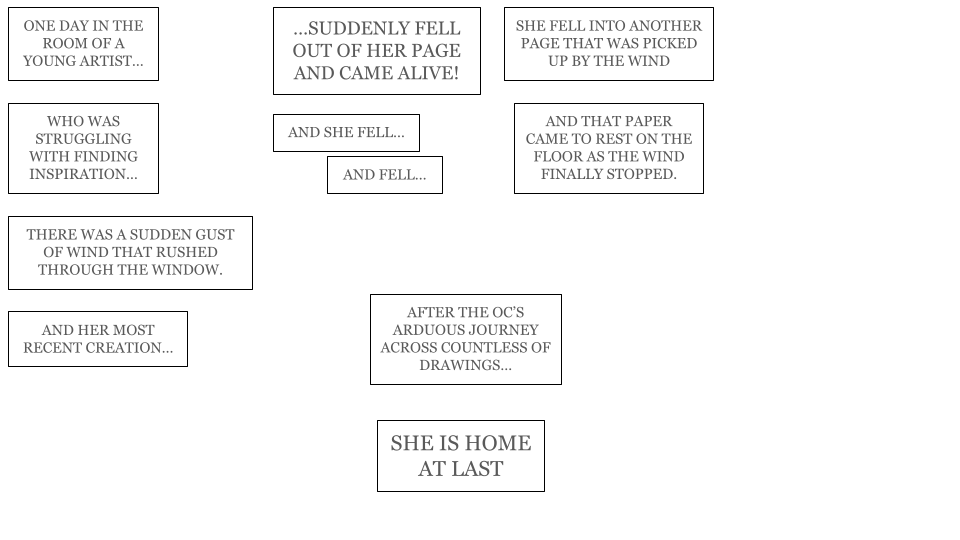 ONE DAY IN THE
ROOM OF A
YOUNG ARTIST...
WHO WAS
STRUGGLING
WITH FINDING
INSPIRATION...
THERE WAS A SUDDEN GUST
OF WIND THAT RUSHED
THROUGH THE WINDOW.
AND HER MOST
RECENT CREATION...
...SUDDENLY FELL
OUT OF HER PAGE
AND CAME ALIVE!
AND SHE FELL...
AND FELL...
SHE FELL INTO ANOTHER
PAGE THAT WAS PICKED
UP BY THE WIND
AND THAT PAPER
CAME TO REST ON THE
FLOOR AS THE WIND
FINALLY STOPPED.
AFTER THE OC’S
ARDUOUS JOURNEY
ACROSS COUNTLESS OF
DRAWINGS...
SHE IS HOME
AT LAST